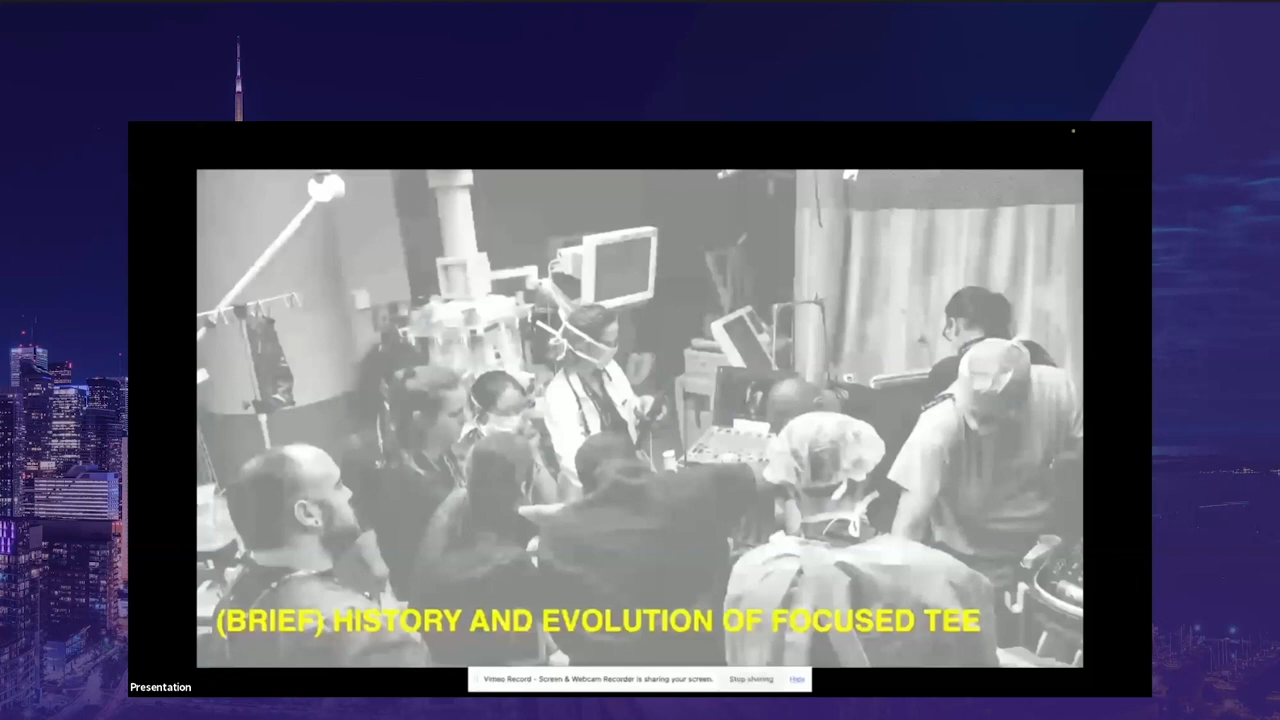 (BRIEF) HISTORY AND EVOLUTION OF FOCUSED TEE
Vimeo Record - Screen & Webcam Recorder is sharing your screen. Stop sharing Hide
Presentation